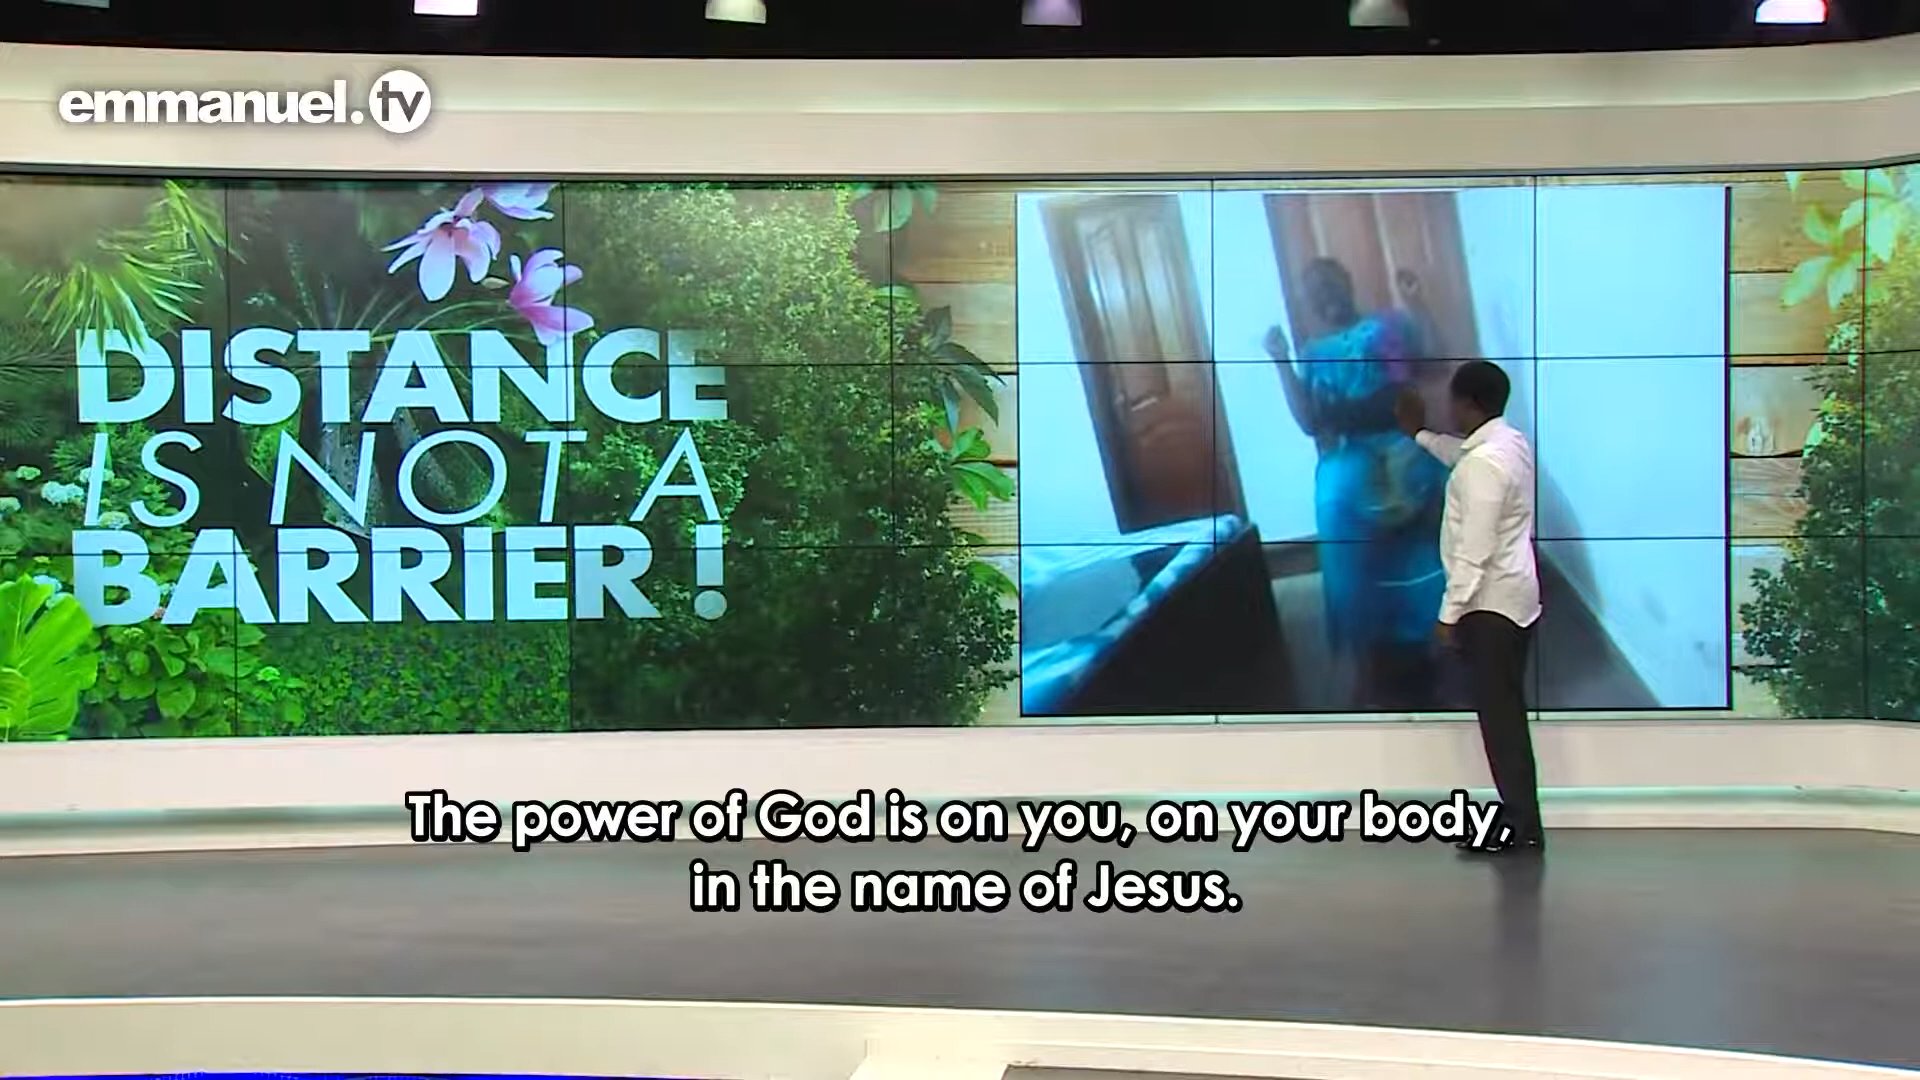 emmanuel.tv
DISTANCE
IS NOT A
BARRIER!
The power of God is on you, on your body,
in the name of Jesus.